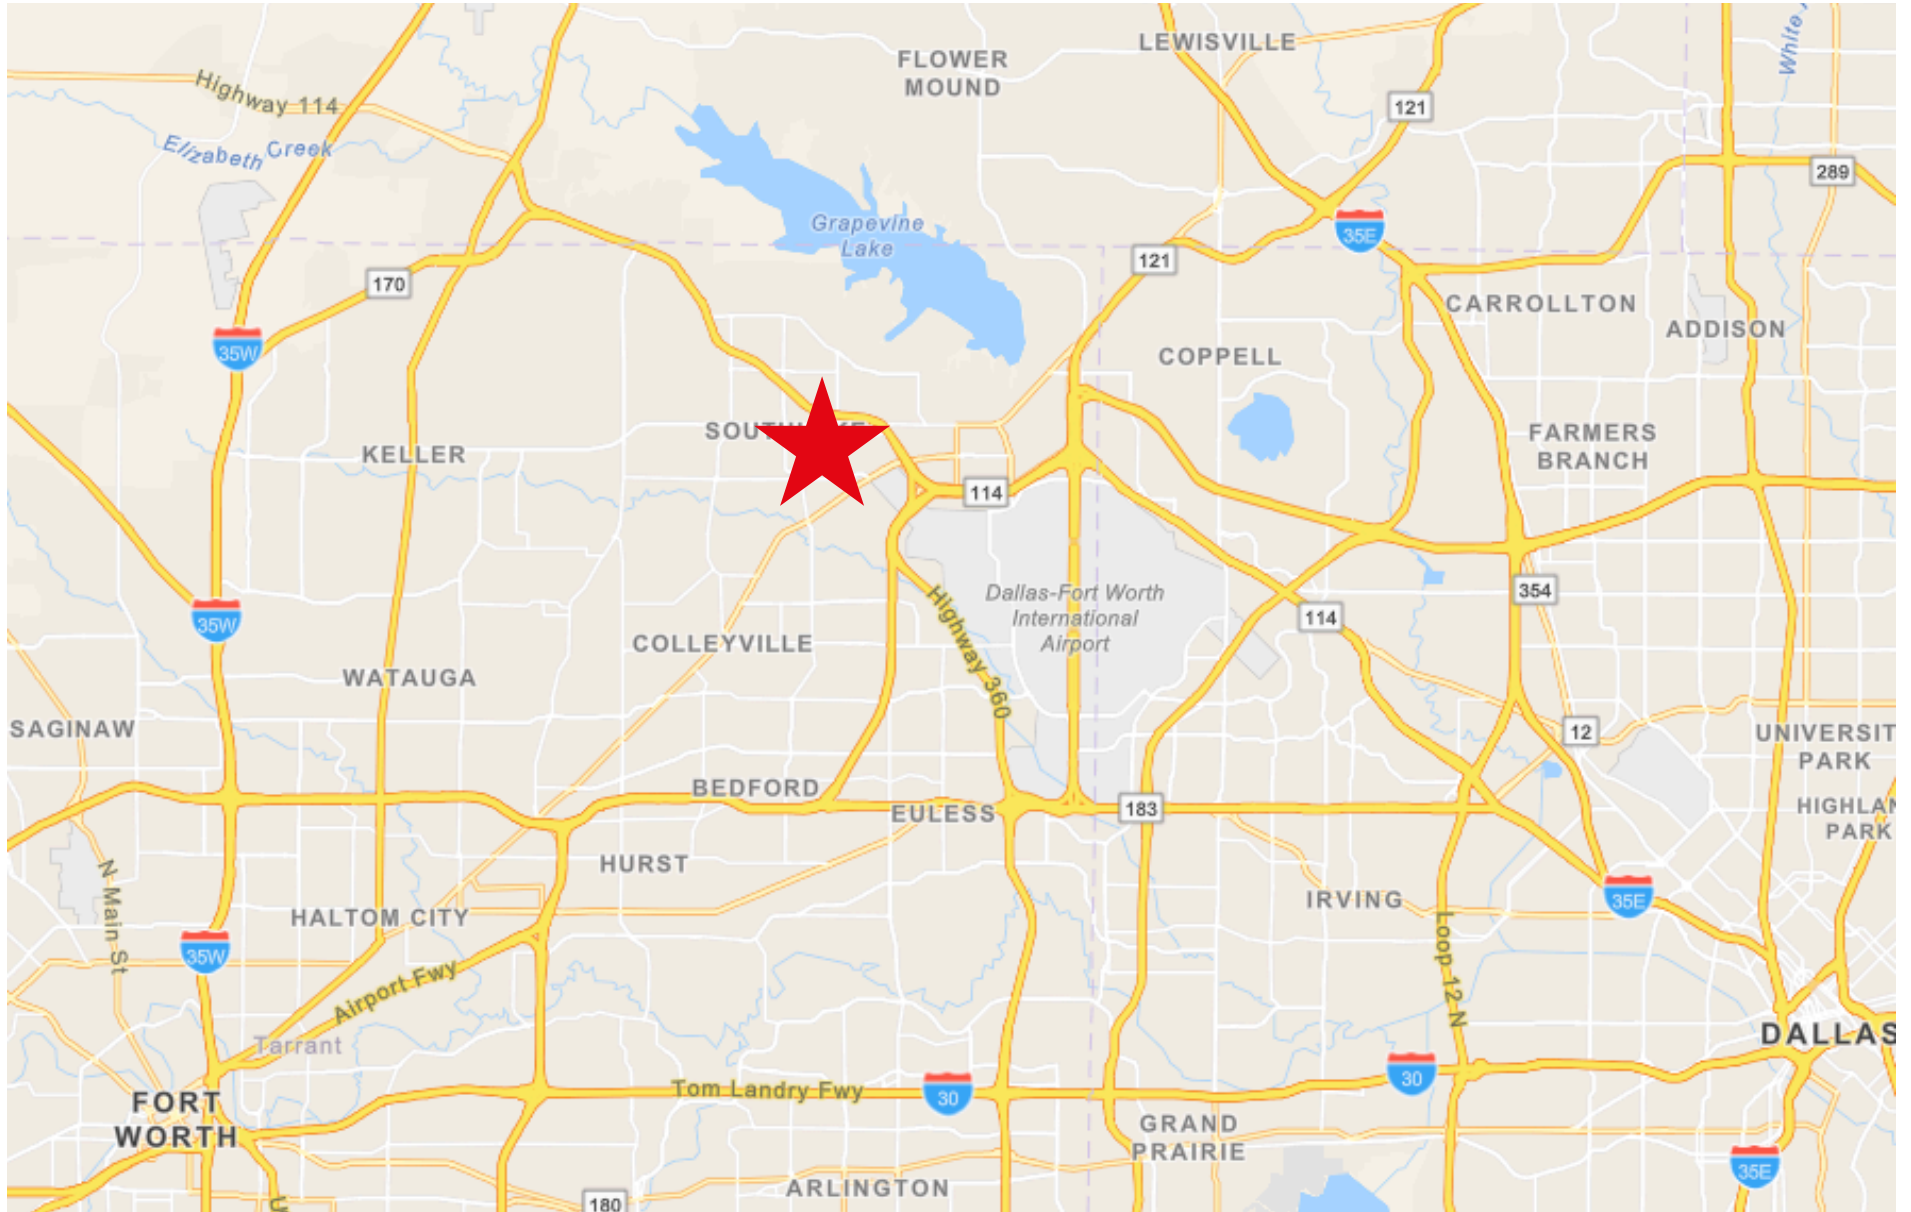 FLOWER
MOUND
LEWISVILLE
White
Highway 114
121
Elizabeth Creek
289
Grapevine
Lake
35E
121
170
CARROLLTON
ADDISON
35W
COPPELL
KELLER
FARMERS
BRANCH
114
Dallas-Fort Worth
International
Airport
354
Highway 360
114
35W
COLLEYVILLE
WATAUGA
SAGINAW
12
UNIVERSIT
PARK
BEDFORD
EULESS
183
HIGHLAN
PARK
HURST
N Main St
35E
IRVING
HALTOM CITY
35W
Loop 12 N
Airport Fwy
Tarrant
DALLAS
Tom Landry Fwy
30
30
FORT
WORTH
GRAND
PRAIRIE
35E
ARLINGTON
180